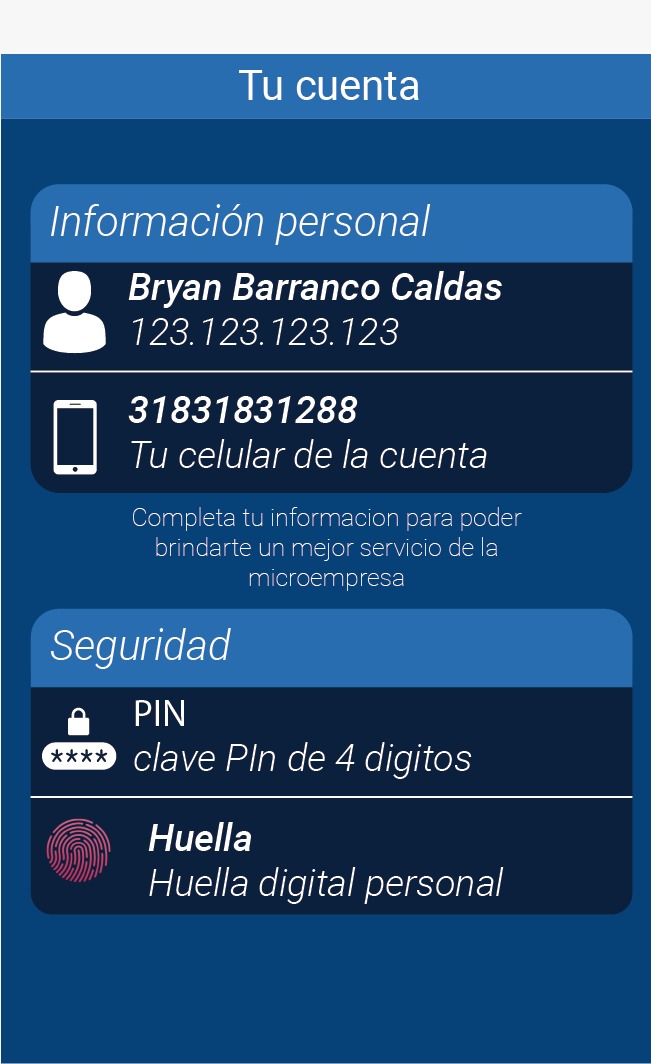 Tu cuenta
Información personal
Bryan Barranco Caldas
123.123.123.123
31831831288
Tu celular de la cuenta
Completa tu informacion para poder
brindarte un mejor servicio de la
microempresa
Seguridad
PIN
****
clave PIn de 4 digitos
Huella
Huella digital personal